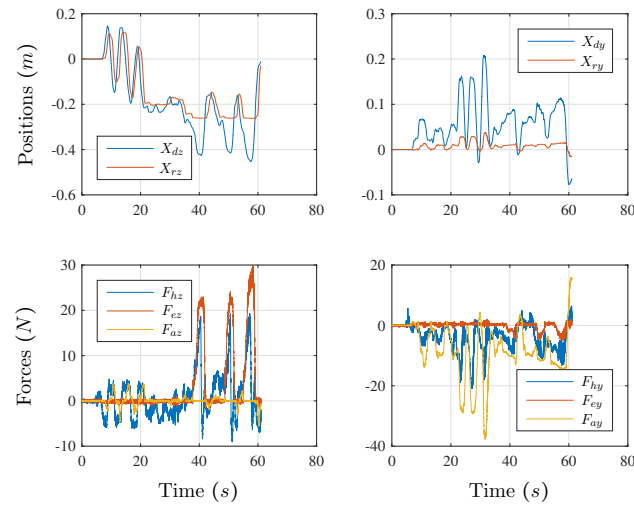 0.2
0
-0.2
-0.4
-0.6
0 20 40 60 80
Positions (m)
X_dz
X_rz
0.3
0.2
0.1
0
-0.1
0 20 40 60 80
X_dy
X_ry
30
20
10
0
-10
0 20 40 60 80
Forces (N)
Time (s)
F_hz
F_ez
F_az
20
0
-20
-40
0 20 40 60 80
Time (s)
F_hy
F_ey
F_ay